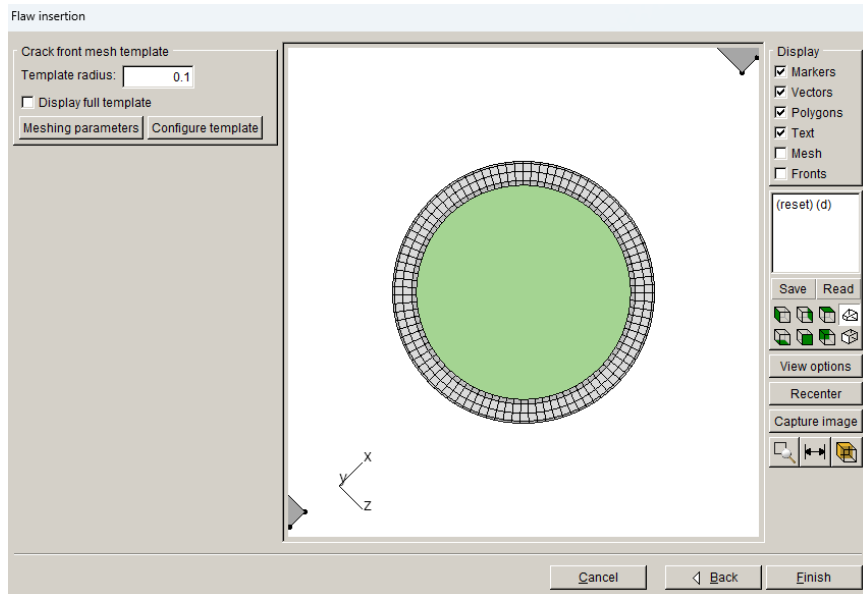 Flaw insertion
Crack front mesh template
Template radius: 0.1
Display full template
Meshing parameters Configure template
X
y
Z
Display
Markers
Vectors
Polygons
Text
Mesh
Fronts
(reset) (d)
Save Read
View options
Recenter
Capture image
Cancel Back Finish